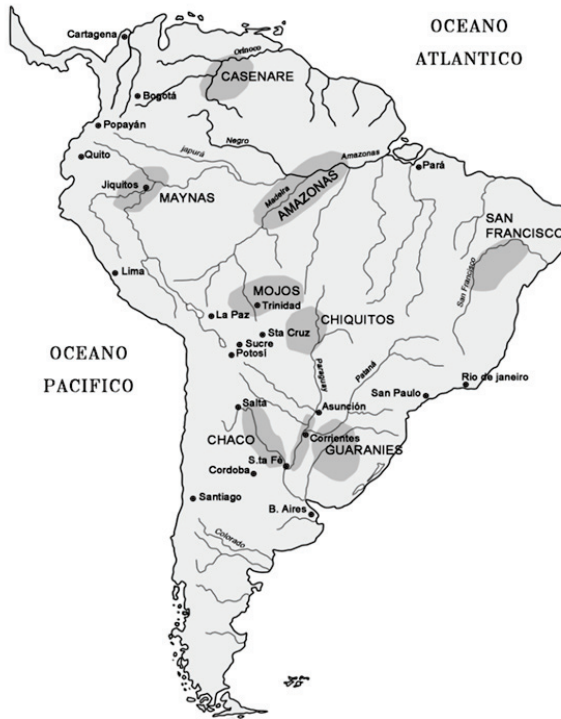 OCEANO
ATLANTICO
Cartagena
Orinoco
CASENARE
Bogotá
Popayán
Negro
japurá
Amazonas
Quito
Pará
Jiquitos
MAYNAS
Madeira
AMAZONAS
SAN
FRANCISCO
San Francisco
Lima
MOJOS
Trinidad
La Paz
CHIQUITOS
Sta Cruz
Sucre
Potosí
OCEANO
PACIFICO
Paraguay
Pataná
Rio de janeiro
San Paulo
Salta
Asunción
CHACO
Corrientes
GUARANIES
S.ta Fé
Cordoba
Santiago
B. Aires
Colorado